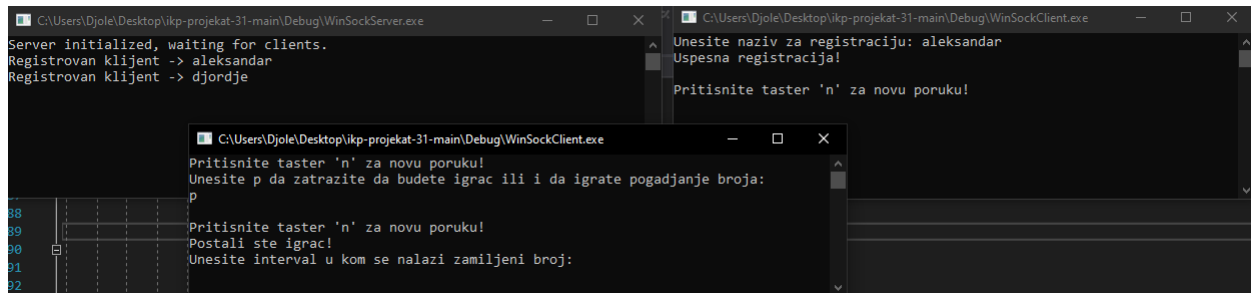 C:\Users\Djole\Desktop\ikp-projekat-31-main\Debug\WinSockServer.exe
Server initialized, waiting for clients.
Registrovan klijent -> aleksandar
Registrovan klijent -> djordje
C:\Users\Djole\Desktop\ikp-projekat-31-main\Debug\WinSockClient.exe
Unesite naziv za registraciju: aleksandar
Uspesna registracija!
Pritisnite taster 'n' za novu poruku!
C:\Users\Djole\Desktop\ikp-projekat-31-main\Debug\WinSockClient.exe
Pritisnite taster 'n' za novu poruku!
Unesite p da zatrazite da budete igrac ili i da igrate pogadjanje broja:
p
Pritisnite taster 'n' za novu poruku!
Postali ste igrac!
Unesite interval u kom se nalazi zamiljeni broj:
88
89
90
91
92